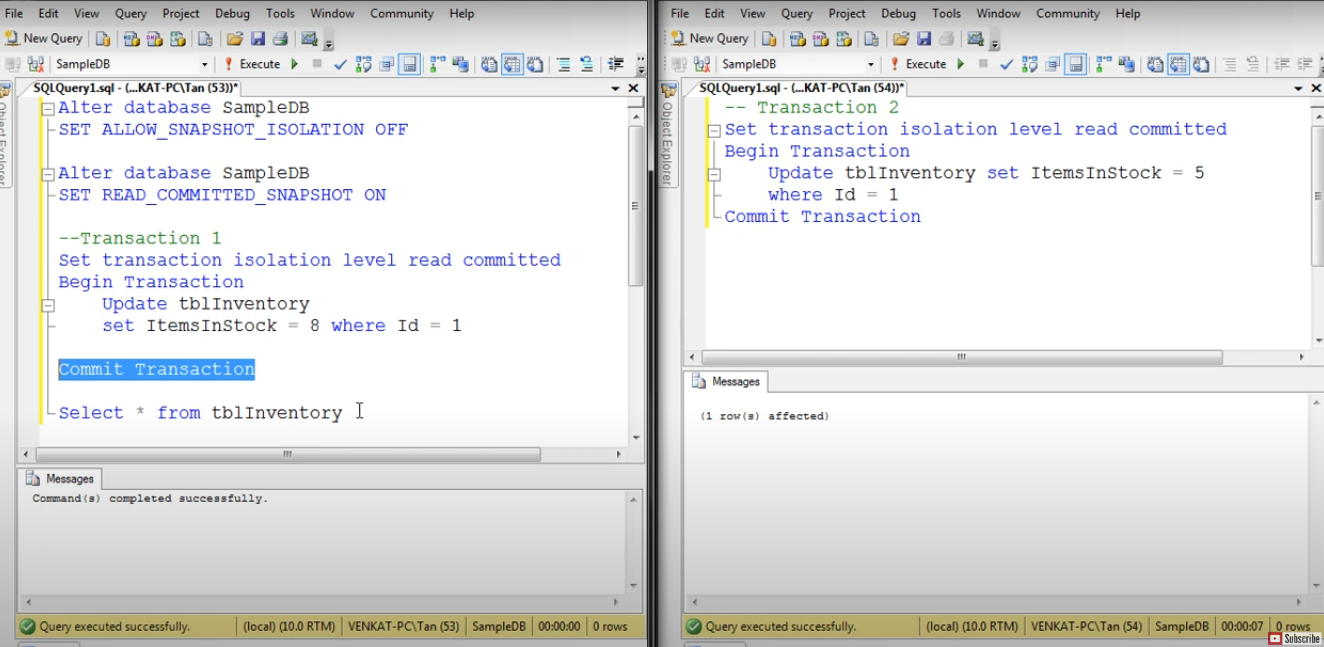 File Edit View Query Project Debug Tools Window Community Help
New Query
SampleDB Execute
SQLQuery1.sql - (...KAT-PC\Tan (53))*
Object Explorer
Alter database SampleDB
SET ALLOW_SNAPSHOT_ISOLATION OFF
Alter database SampleDB
SET READ_COMMITTED_SNAPSHOT ON
--Transaction 1
Set transaction isolation level read committed
Begin Transaction
Update tblInventory
set ItemsInStock = 8 where Id = 1
Commit Transaction
Select * from tblInventory
Messages
Command(s) completed successfully.
Query executed successfully. (local) (10.0 RTM) VENKAT-PC\Tan (53) SampleDB 00:00:00 0 rows
File Edit View Query Project Debug Tools Window Community Help
New Query
SampleDB Execute
SQLQuery1.sql - (...KAT-PC\Tan (54))*
Object Explorer
-- Transaction 2
Set transaction isolation level read committed
Begin Transaction
Update tblInventory set ItemsInStock = 5
where Id = 1
Commit Transaction
Messages
(1 row(s) affected)
Query executed successfully. (local) (10.0 RTM) VENKAT-PC\Tan (54) SampleDB 00:00:07 0 rows
Subscribe